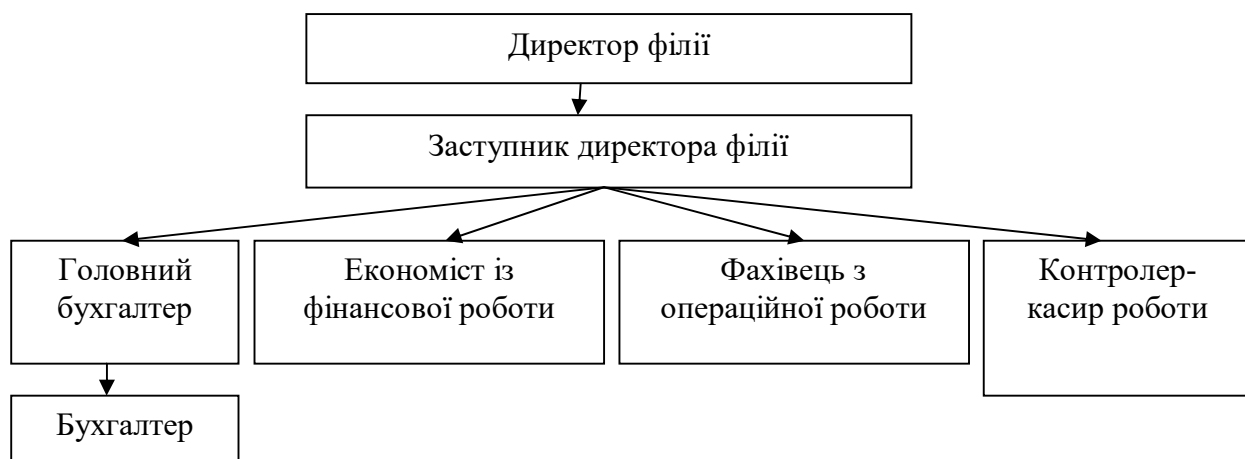 Директор філії
Заступник директора філії
Головний
бухгалтер
Економіст із
фінансової роботи
Фахівець з
операційної роботи
Контролер-
касир роботи
Бухгалтер